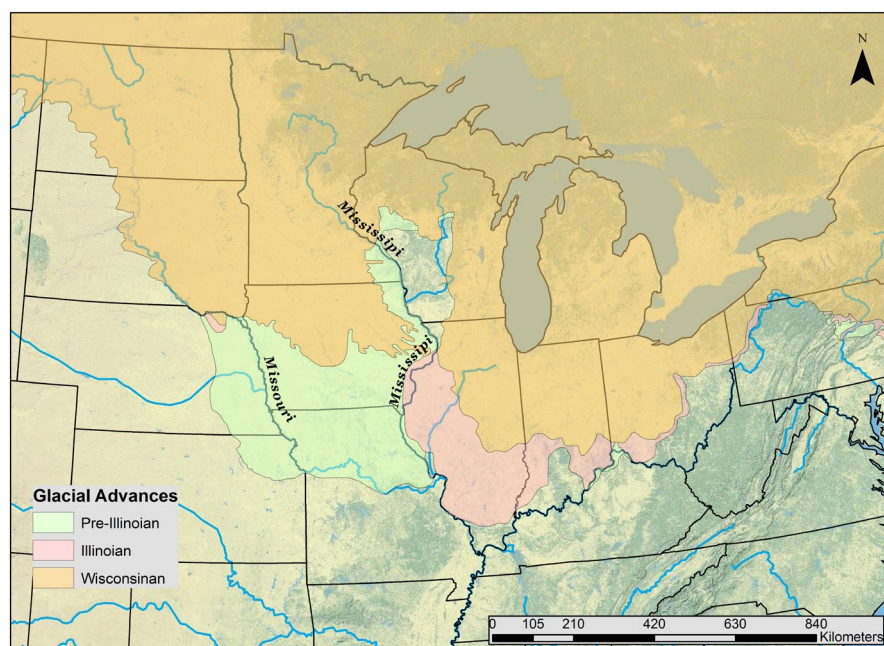 N
Mississipi
Mississipi
Missouri
Glacial Advances
Pre-Illinoian
Illinoian
Wisconsinan
0 105 210 420 630 840
Kilometers